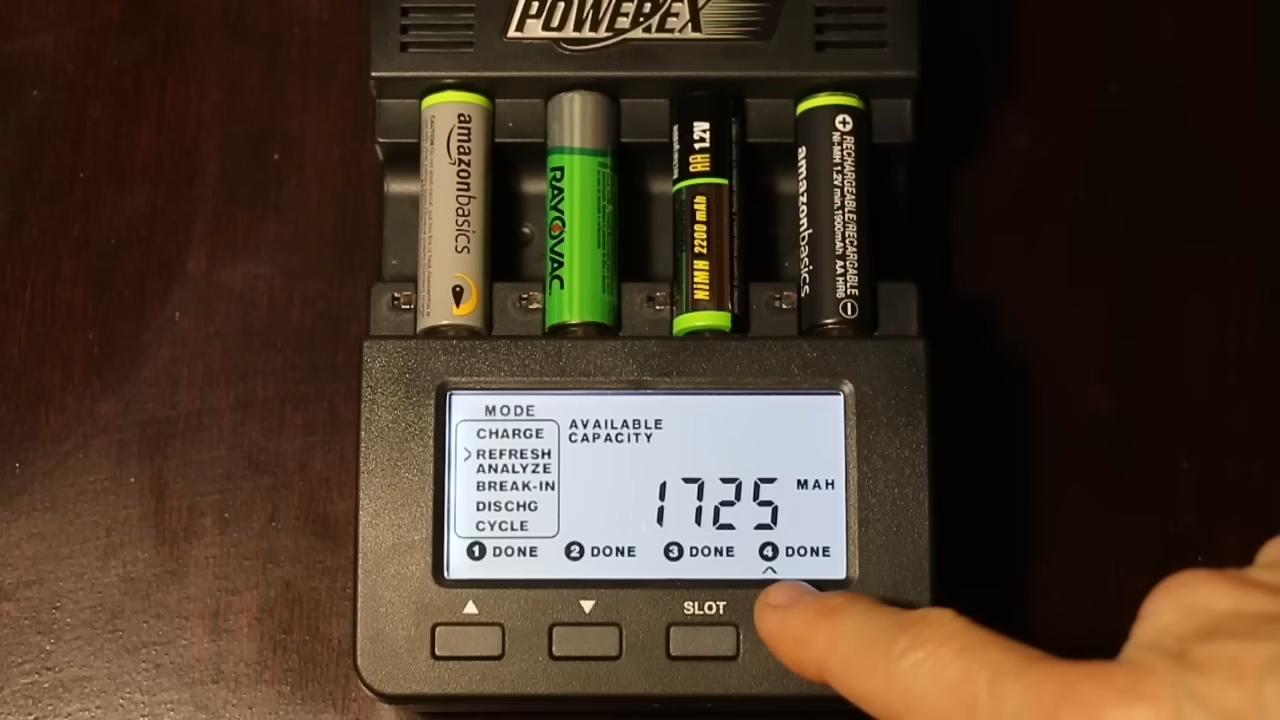 POWEREX
amazonbasics
RAYOVAC
AA 1.2V
NiMH 2200 mAh
RECHARGEABLE/RECARGABLE
Ni-MH 1.2V min.1900mAh AA HR6
amazonbasics
MODE
CHARGE
REFRESH
ANALYZE
BREAK-IN
DISCHG
CYCLE
AVAILABLE
CAPACITY
1725 MAH
1 DONE 2 DONE 3 DONE 4 DONE
SLOT